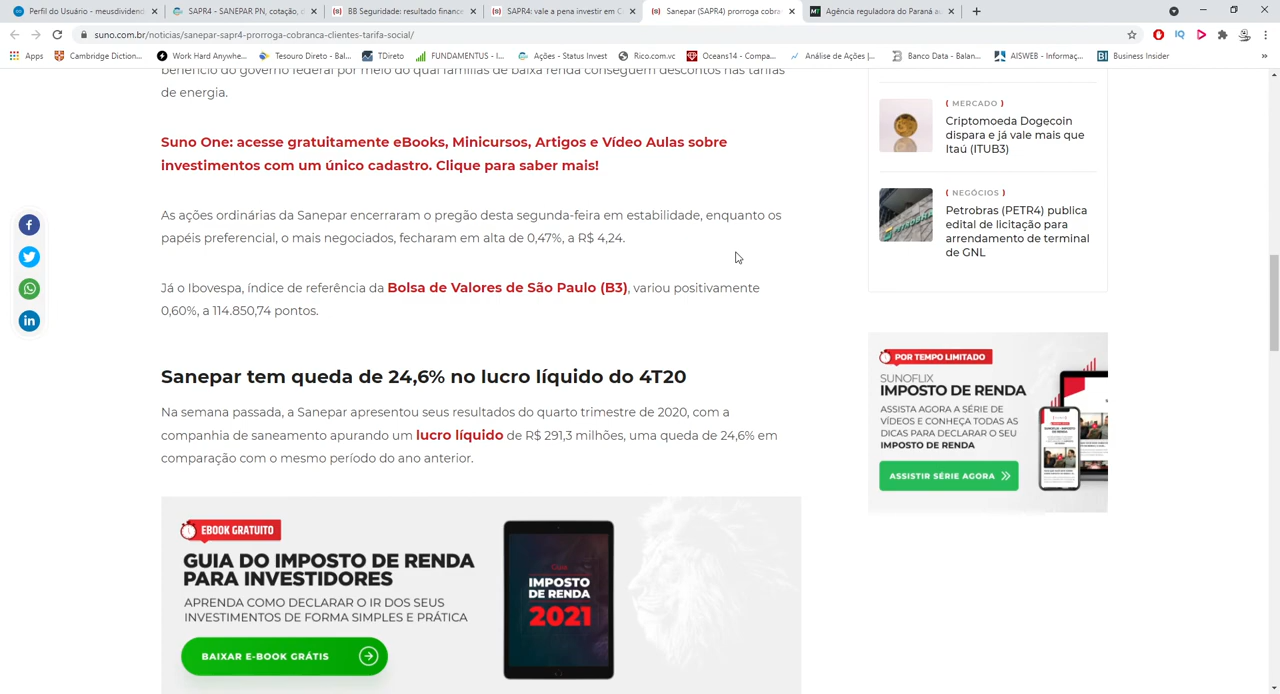 Perfil do Usuário - meusdividend
SAPR4 - SANEPAR PN, cotação, d
BB Seguridade: resultado finance
SAPR4: vale a pena investir em C
Sanepar (SAPR4) prorroga cobra
Agência reguladora do Paraná a
suno.com.br/noticias/sanepar-sapr4-prorroga-cobranca-clientes-tarifa-social/
Apps
Cambridge Diction...
Work Hard Anywhe...
Tesouro Direto - Bal...
TDireto
FUNDAMENTUS - I...
Ações - Status Invest
Rico.com.vc
Oceans14 - Compa...
Análise de Ações |...
Banco Data - Balan...
AISWEB - Informaç...
Business Insider
benefício do governo federal por meio do qual famílias de baixa renda conseguem descontos nas tarifas
de energia.
Suno One: acesse gratuitamente eBooks, Minicursos, Artigos e Vídeo Aulas sobre
investimentos com um único cadastro. Clique para saber mais!
As ações ordinárias da Sanepar encerraram o pregão desta segunda-feira em estabilidade, enquanto os
papéis preferencial, o mais negociados, fecharam em alta de 0,47%, a R$ 4,24.
Já o Ibovespa, índice de referência da Bolsa de Valores de São Paulo (B3), variou positivamente
0,60%, a 114.850,74 pontos.
Sanepar tem queda de 24,6% no lucro líquido do 4T20
Na semana passada, a Sanepar apresentou seus resultados do quarto trimestre de 2020, com a
companhia de saneamento apurando um lucro líquido de R$ 291,3 milhões, uma queda de 24,6% em
comparação com o mesmo período do ano anterior.
EBOOK GRATUITO
GUIA DO IMPOSTO DE RENDA
PARA INVESTIDORES
APRENDA COMO DECLARAR O IR DOS SEUS
INVESTIMENTOS DE FORMA SIMPLES E PRÁTICA
BAIXAR E-BOOK GRÁTIS
IMPOSTO
DE RENDA
2021
( MERCADO )
Criptomoeda Dogecoin
dispara e já vale mais que
Itaú (ITUB3)
( NEGÓCIOS )
Petrobras (PETR4) publica
edital de licitação para
arrendamento de terminal
de GNL
POR TEMPO LIMITADO
SUNOFLIX
IMPOSTO DE RENDA
ASSISTA AGORA A SÉRIE DE
VÍDEOS E CONHEÇA TODAS AS
DICAS PARA DECLARAR O SEU
IMPOSTO DE RENDA
ASSISTIR SÉRIE AGORA